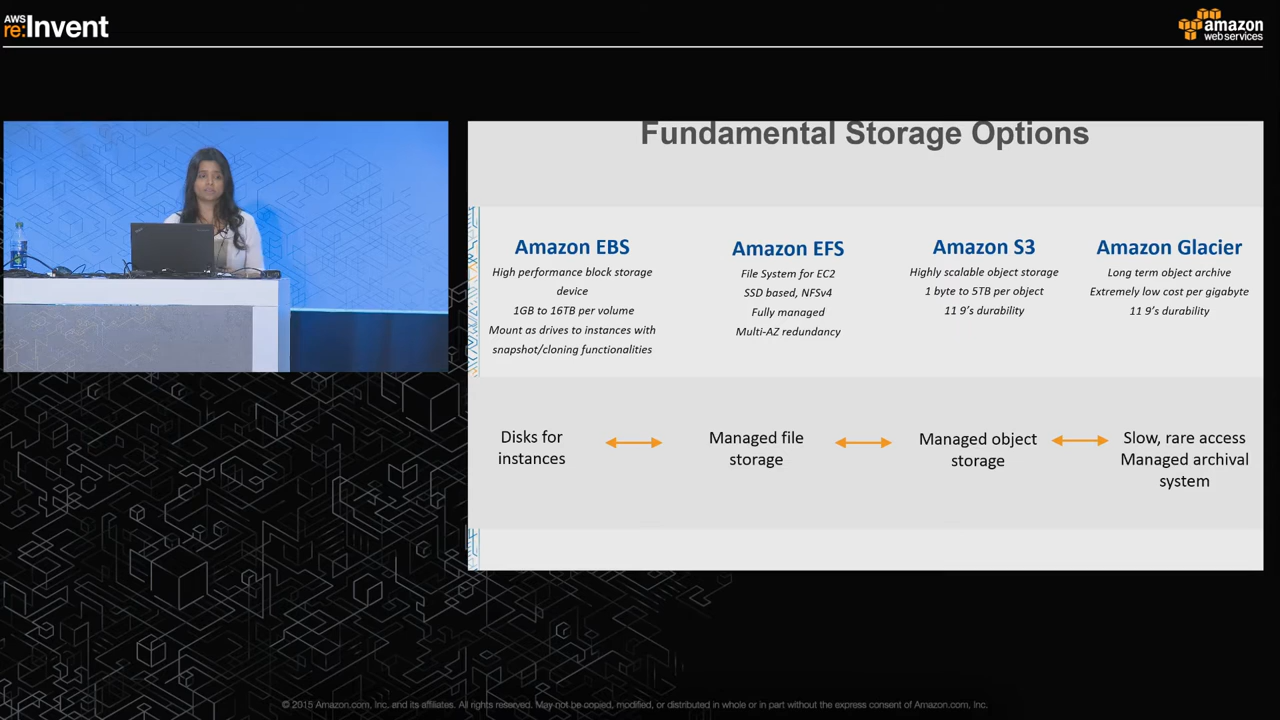 AWS
re:Invent
amazon
web services
Fundamental Storage Options
Amazon EBS
High performance block storage
device
1GB to 16TB per volume
Mount as drives to instances with
snapshot/cloning functionalities
Amazon EFS
File System for EC2
SSD based, NFSv4
Fully managed
Multi-AZ redundancy
Amazon S3
Highly scalable object storage
1 byte to 5TB per object
11 9’s durability
Amazon Glacier
Long term object archive
Extremely low cost per gigabyte
11 9’s durability
Disks for
instances
Managed file
storage
Managed object
storage
Slow, rare access
Managed archival
system
© 2015 Amazon.com, Inc. and its affiliates. All rights reserved. May not be copied, modified, or distributed in whole or in part without the express consent of Amazon.com, Inc.